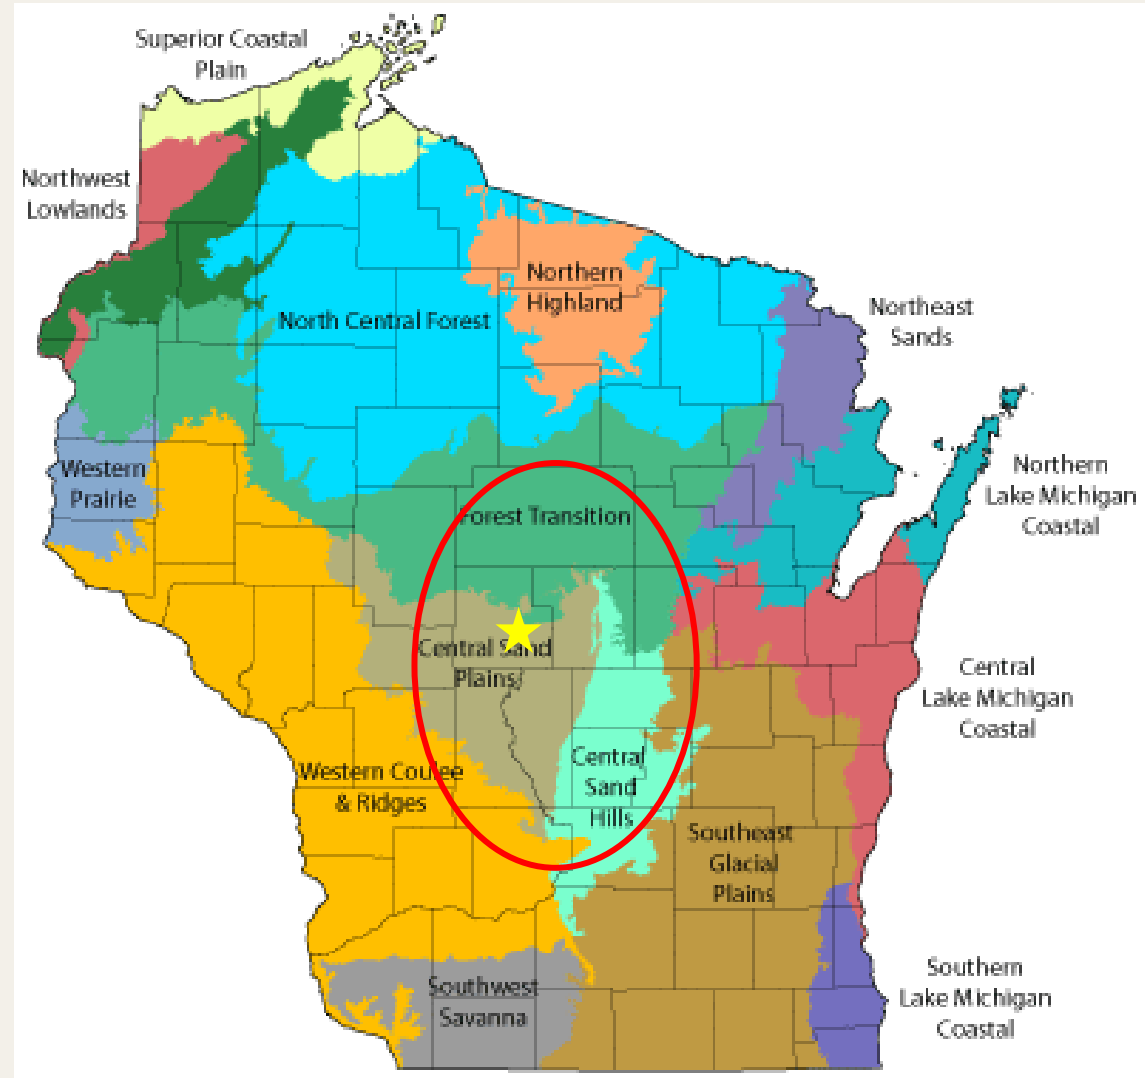 Superior Coastal
Plain
Northwest
Lowlands
Northern
Highland
North Central Forest
Northeast
Sands
Western
Prairie
Northern
Lake Michigan
Coastal
Forest Transition
Central Sand
Plains
Central
Lake Michigan
Coastal
Western Coulee
& Ridges
Central
Sand
Hills
Southeast
Glacial
Plains
Southwest
Savanna
Southern
Lake Michigan
Coastal